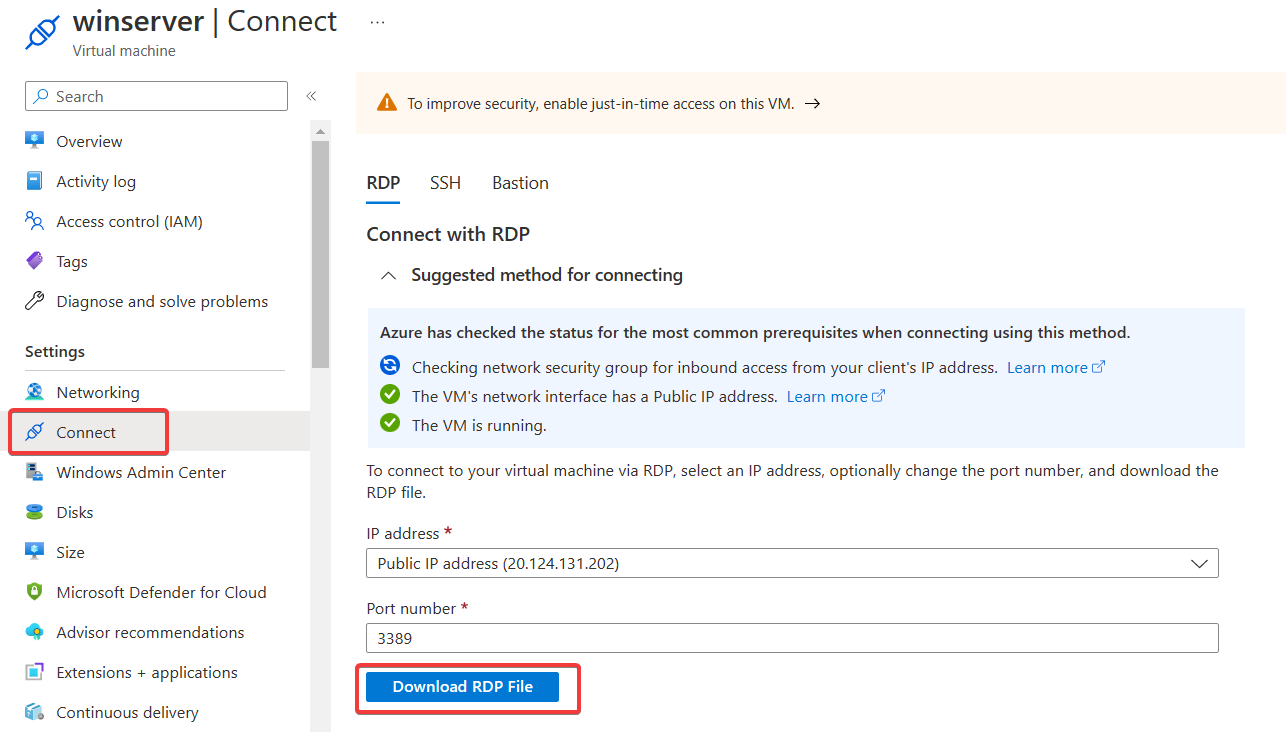 winserver | Connect ...
Virtual machine
Search «
Overview
Activity log
Access control (IAM)
Tags
Diagnose and solve problems
Settings
Networking
Connect
Windows Admin Center
Disks
Size
Microsoft Defender for Cloud
Advisor recommendations
Extensions + applications
Continuous delivery
To improve security, enable just-in-time access on this VM. →
RDP SSH Bastion
Connect with RDP
Suggested method for connecting
Azure has checked the status for the most common prerequisites when connecting using this method.
Checking network security group for inbound access from your client's IP address. Learn more
The VM's network interface has a Public IP address. Learn more
The VM is running.
To connect to your virtual machine via RDP, select an IP address, optionally change the port number, and download the
RDP file.
IP address *
Public IP address (20.124.131.202)
Port number *
3389
Download RDP File